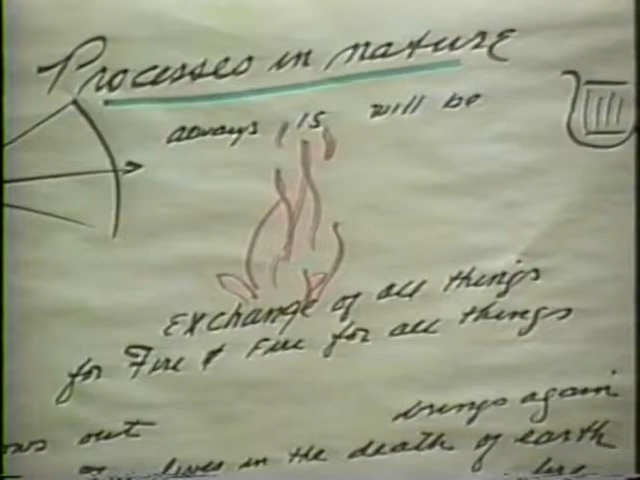 Processes in nature
always is will be
Exchange of all things
for Fire & Fire for all things
out brings again
lives in the death of earth